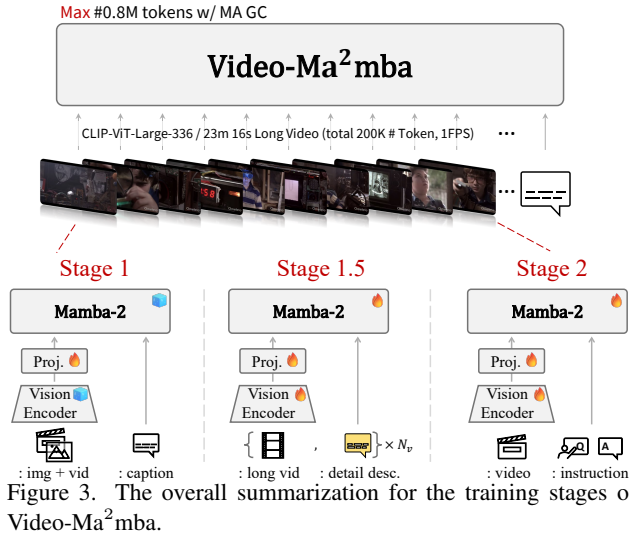 Max #0.8M tokens w/ MA GC
Video-Ma²mba
CLIP-ViT-Large-336 / 23m 16s Long Video (total 200K # Token, 1FPS) ...
...
Stage 1 Stage 1.5 Stage 2
Mamba-2 Mamba-2 Mamba-2
Proj. Proj. Proj.
Vision Encoder Vision Encoder Vision Encoder
{ , } × Nᵥ A
: img + vid : caption : long vid : detail desc. : video : instruction
Figure 3. The overall summarization for the training stages o
Video-Ma²mba.